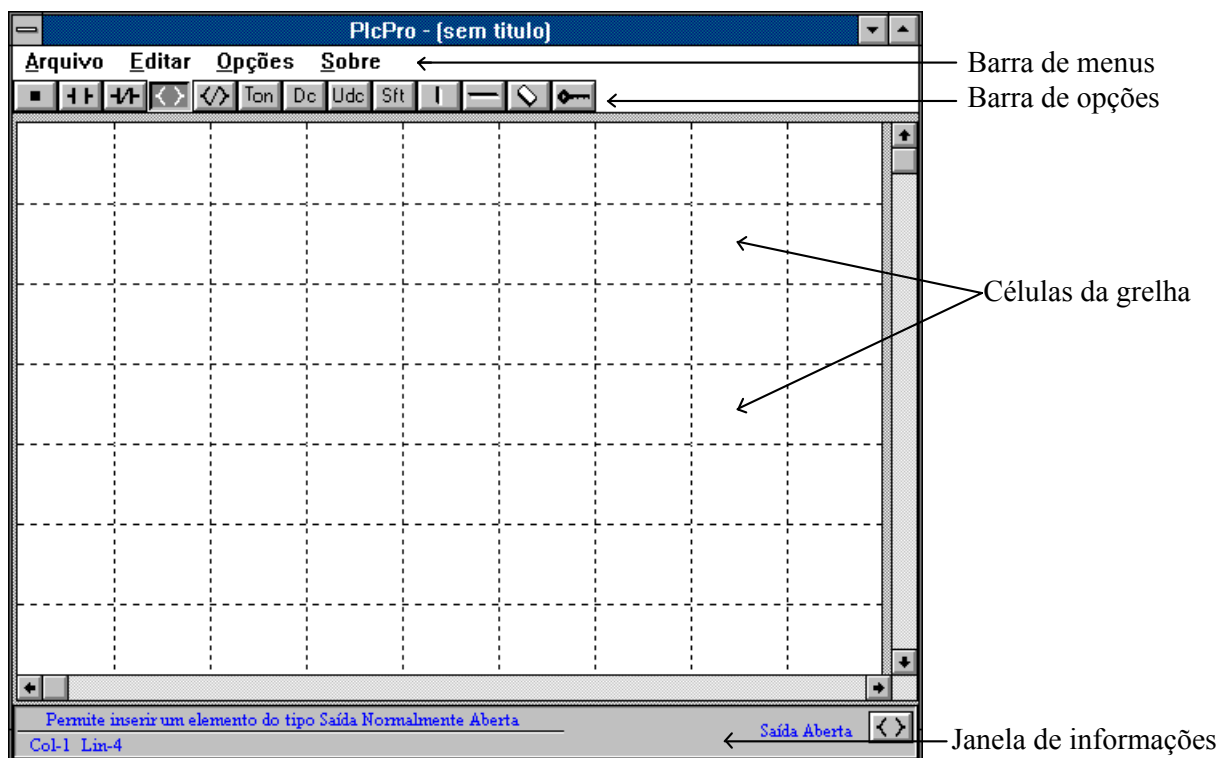 PlcPro - (sem titulo)
Arquivo Editar Opções Sobre
Barra de menus
Ton Dc Udc Sft
Barra de opções
Células da grelha
Permite inserir um elemento do tipo Saída Normalmente Aberta
Saída Aberta
Col-1 Lin-4
Janela de informações